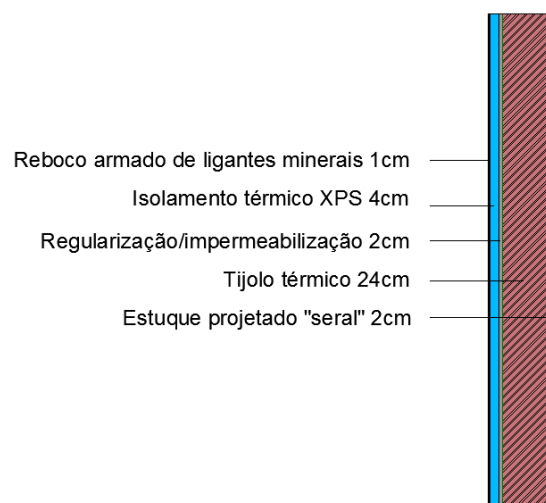 Reboco armado de ligantes minerais 1cm
Isolamento térmico XPS 4cm
Regularização/impermeabilização 2cm
Tijolo térmico 24cm
Estuque projetado "seral" 2cm